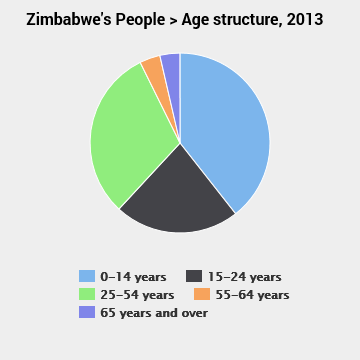 Zimbabwe's People > Age structure, 2013
0-14 years 15-24 years
25-54 years 55-64 years
65 years and over